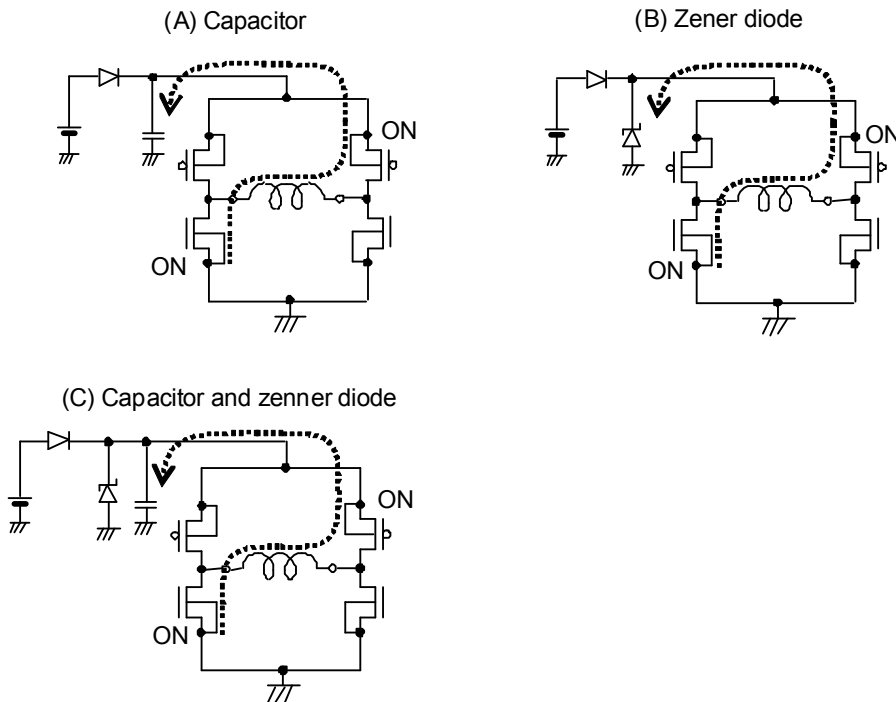 (A) Capacitor
ON
ON
(B) Zener diode
ON
ON
(C) Capacitor and zenner diode
ON
ON